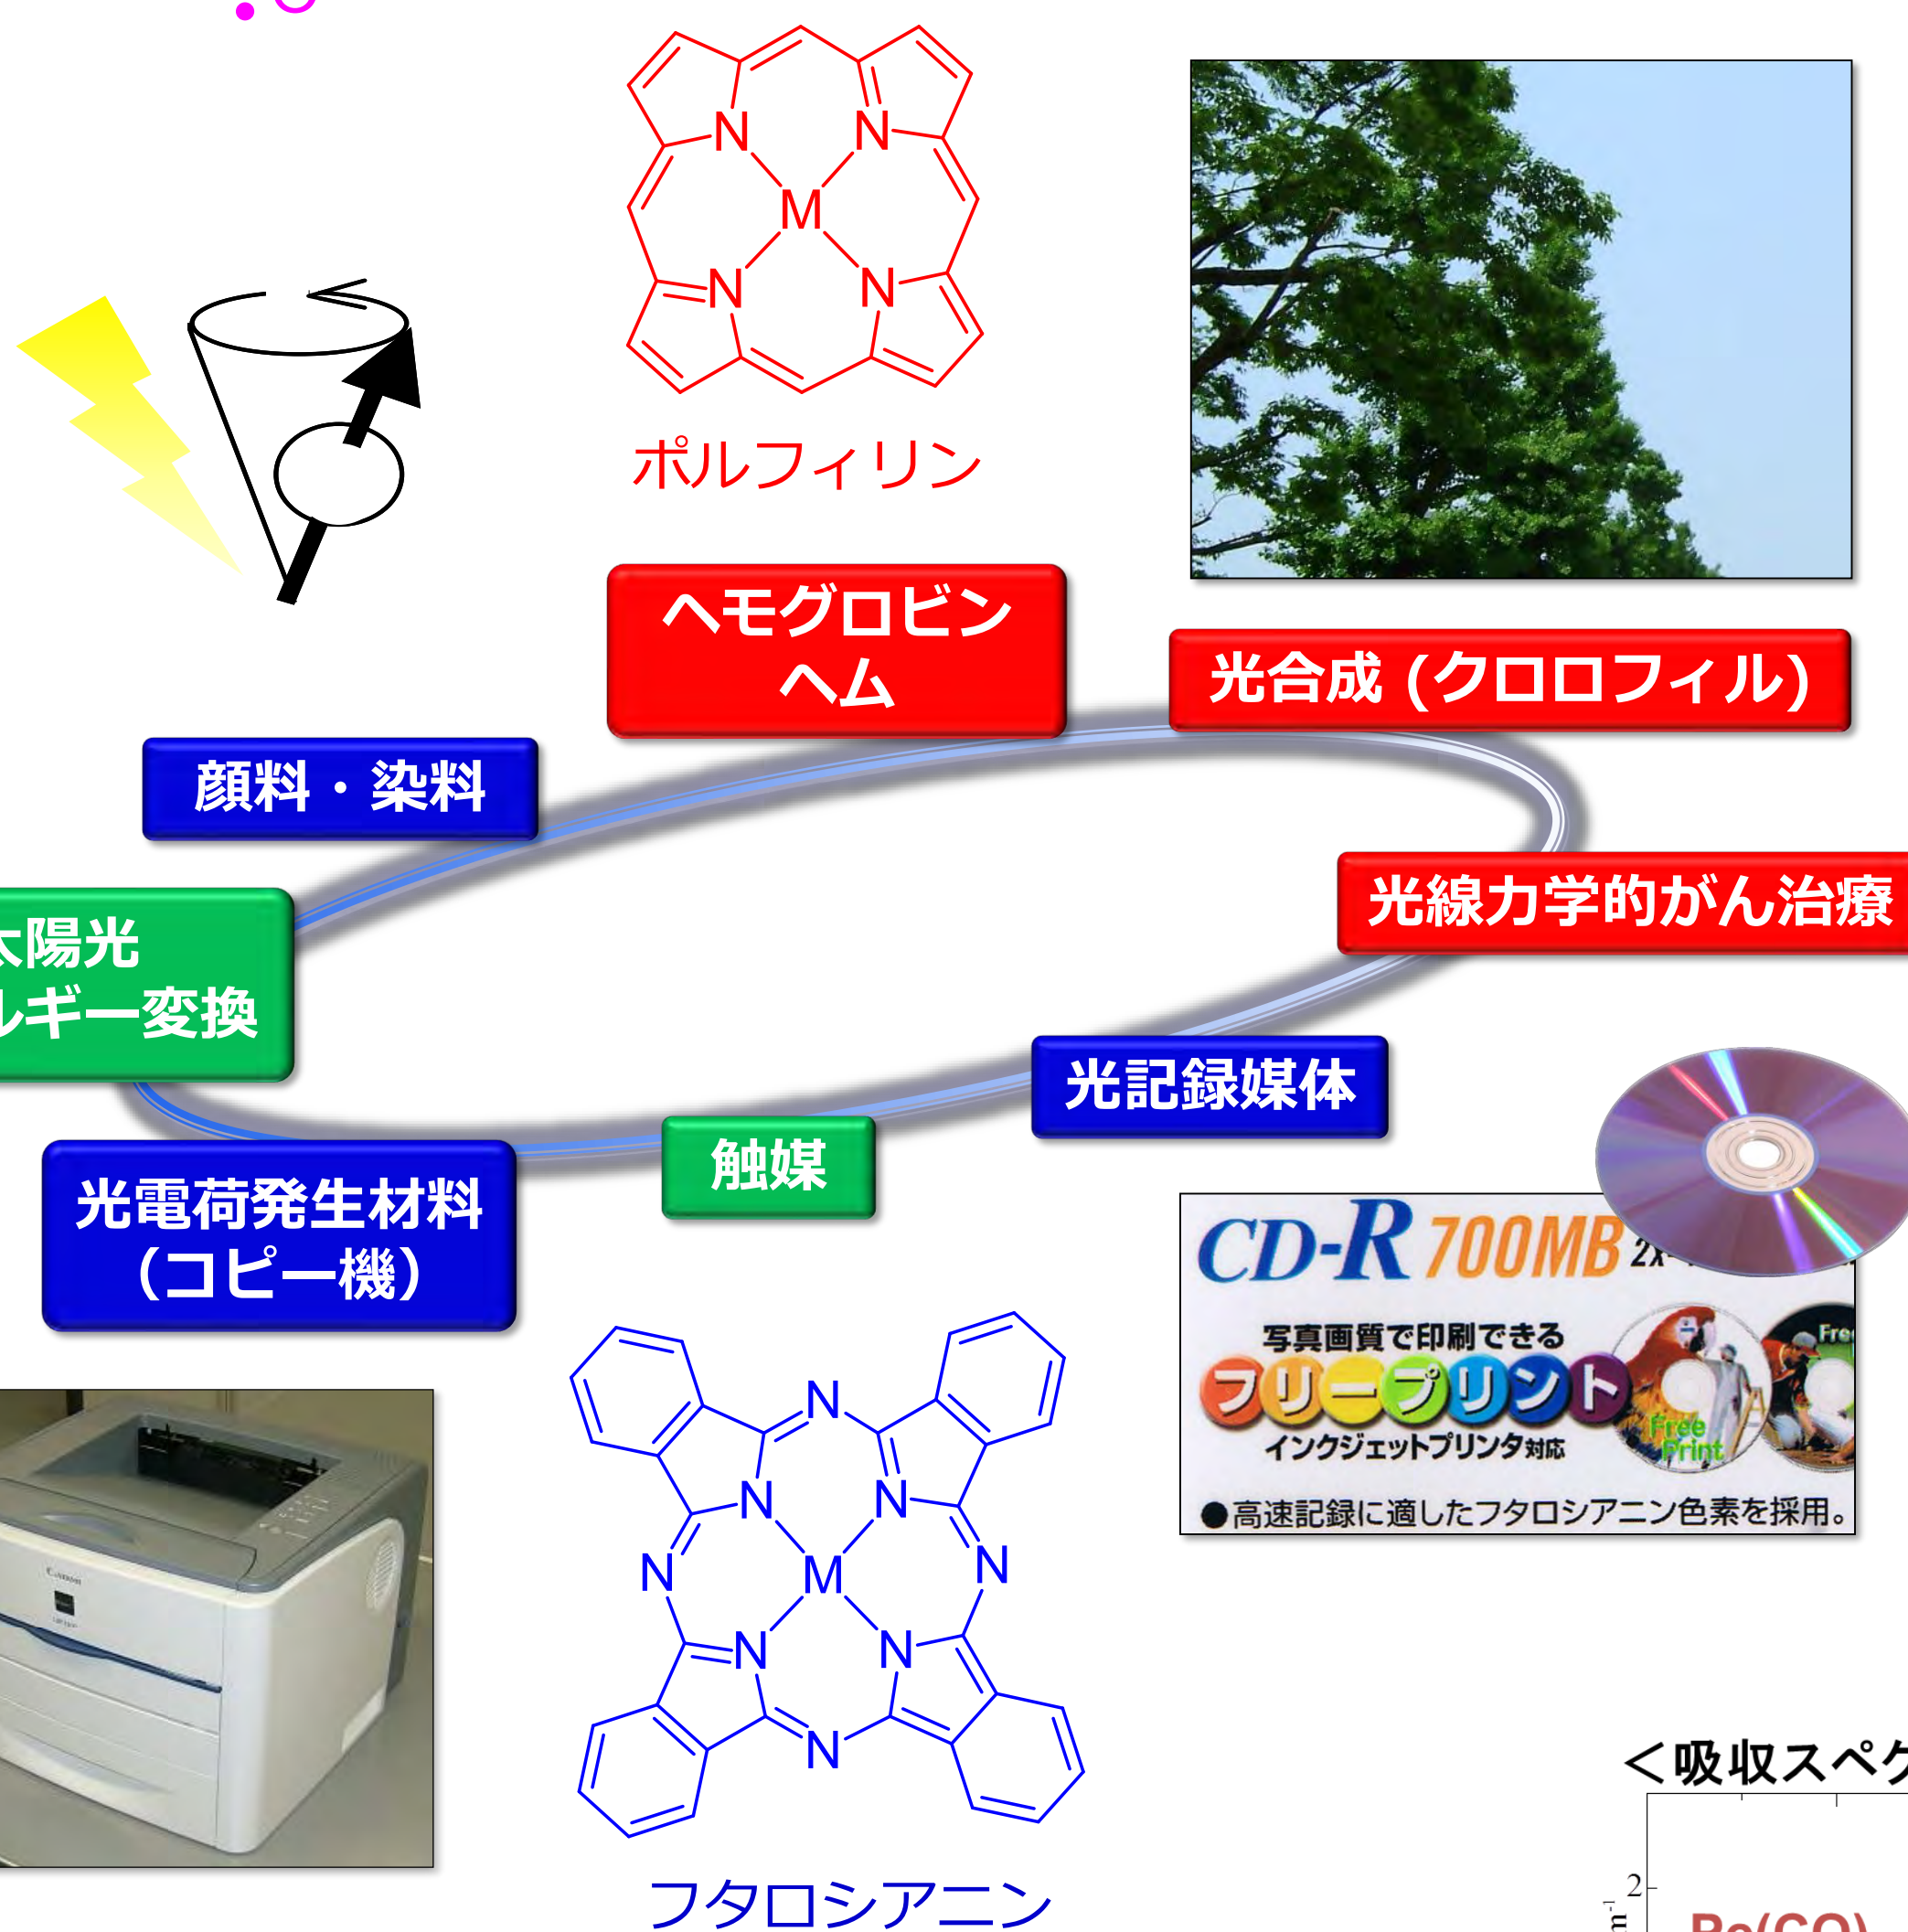 N
N
M
N
N
ポルフィリン
ヘモグロビン
ヘム
光合成 (クロロフィル)
顔料・染料
光線力学的がん治療
太陽光
ルギー変換
光記録媒体
触媒
光電荷発生材料
(コピー機)
CD-R 700MB
写真画質で印刷できる
フリープリント
Free
Print
インクジェットプリンタ対応
●高速記録に適したフタロシアニン色素を採用。
Canon
N
N
N
N
M
N
N
N
N
フタロシアニン
<吸収スペク
2